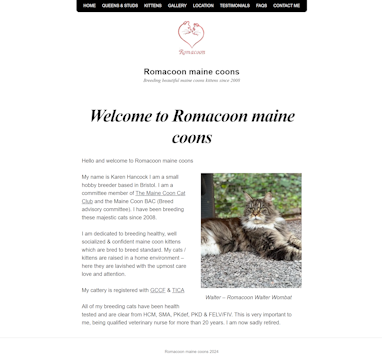 HOME QUEENS & STUDS KITTENS GALLERY LOCATION TESTIMONIALS FAQS CONTACT ME
Romacoon
Romacoon maine coons
Breeding beautiful maine coons kittens since 2008
Welcome to Romacoon maine
coons
Hello and welcome to Romacoon maine coons
My name is Karen Hancock I am a small
hobby breeder based in Bristol. I am a
committee member of The Maine Coon Cat
Club and the Maine Coon BAC (Breed
advisory committee). I have been breeding
these majestic cats since 2008.
I am dedicated to breeding healthy, well
socialized & confident maine coon kittens
which are bred to breed standard. My cats /
kittens are raised in a home environment –
here they are lavished with the upmost care
love and attention.
My cattery is registered with GCCF & TICA
Walter – Romacoon Walter Wombat
All of my breeding cats have been health
tested and are clear from HCM, SMA, PKdef, PKD & FELV/FIV. This is very important to
me, being qualified veterinary nurse for more than 20 years. I am now sadly retired.
Romacoon maine coons 2024